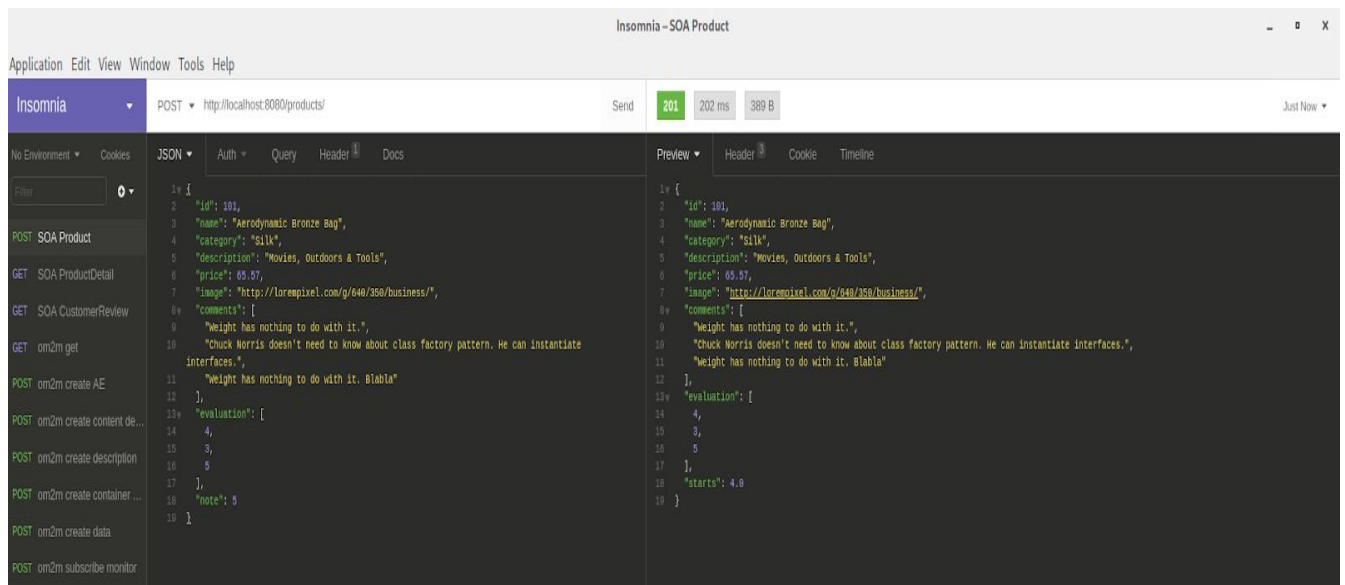 Insomnia – SOA Product
Application Edit View Window Tools Help
Insomnia
POST http://localhost:8080/products/ Send
201 202 ms 389 B Just Now
No Environment Cookies
Filter
POST SOA Product
GET SOA ProductDetail
GET SOA CustomerReview
GET om2m get
POST om2m create AE
POST om2m create content de...
POST om2m create description
POST om2m create container ...
POST om2m create data
POST om2m subscribe monitor
JSON Auth Query Header 1 Docs
1 {
2 "id": 101,
3 "name": "Aerodynamic Bronze Bag",
4 "category": "Silk",
5 "description": "Movies, Outdoors & Tools",
6 "price": 65.57,
7 "image": "http://lorempixel.com/g/640/350/business/",
8 "comments": [
9 "Weight has nothing to do with it.",
10 "Chuck Norris doesn't need to know about class factory pattern. He can instantiate
interfaces.",
11 "Weight has nothing to do with it. Blabla"
12 ],
13 "evaluation": [
14 4,
15 3,
16 5
17 ],
18 "note": 5
19 }
Preview Header 3 Cookie Timeline
1 {
2 "id": 101,
3 "name": "Aerodynamic Bronze Bag",
4 "category": "Silk",
5 "description": "Movies, Outdoors & Tools",
6 "price": 65.57,
7 "image": "http://lorempixel.com/g/640/350/business/",
8 "comments": [
9 "Weight has nothing to do with it.",
10 "Chuck Norris doesn't need to know about class factory pattern. He can instantiate interfaces.",
11 "Weight has nothing to do with it. Blabla"
12 ],
13 "evaluation": [
14 4,
15 3,
16 5
17 ],
18 "starts": 4.0
19 }